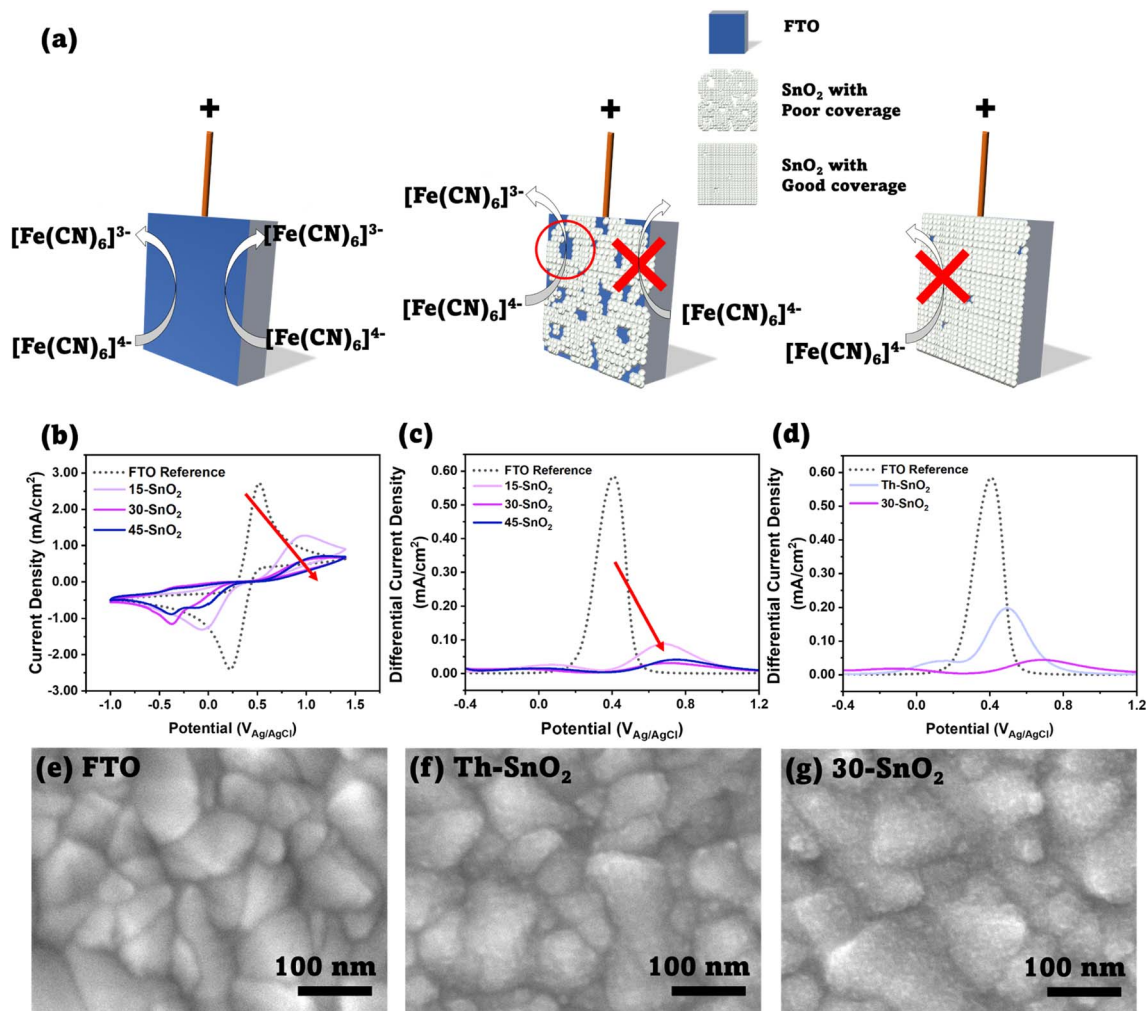 (a)
FTO
SnO₂ with
Poor coverage
SnO₂ with
Good coverage
+
+
+
[Fe(CN)₆]³⁻
[Fe(CN)₆]³⁻
[Fe(CN)₆]⁴⁻
[Fe(CN)₆]⁴⁻
[Fe(CN)₆]³⁻
[Fe(CN)₆]⁴⁻
[Fe(CN)₆]⁴⁻
[Fe(CN)₆]⁴⁻
(b)
Current Density (mA/cm²)
3.00
2.00
1.00
0.00
-1.00
-2.00
-3.00
FTO Reference
15-SnO₂
30-SnO₂
45-SnO₂
-1.0
-0.5
0.0
0.5
1.0
1.5
Potential (V_Ag/AgCl)
(c)
Differential Current Density
(mA/cm²)
0.60
0.50
0.40
0.30
0.20
0.10
0.00
FTO Reference
15-SnO₂
30-SnO₂
45-SnO₂
-0.4
0.0
0.4
0.8
1.2
Potential (V_Ag/AgCl)
(d)
Differential Current Density
(mA/cm²)
0.60
0.50
0.40
0.30
0.20
0.10
0.00
FTO Reference
Th-SnO₂
30-SnO₂
-0.4
0.0
0.4
0.8
1.2
Potential (V_Ag/AgCl)
(e) FTO
100 nm
(f) Th-SnO₂
100 nm
(g) 30-SnO₂
100 nm